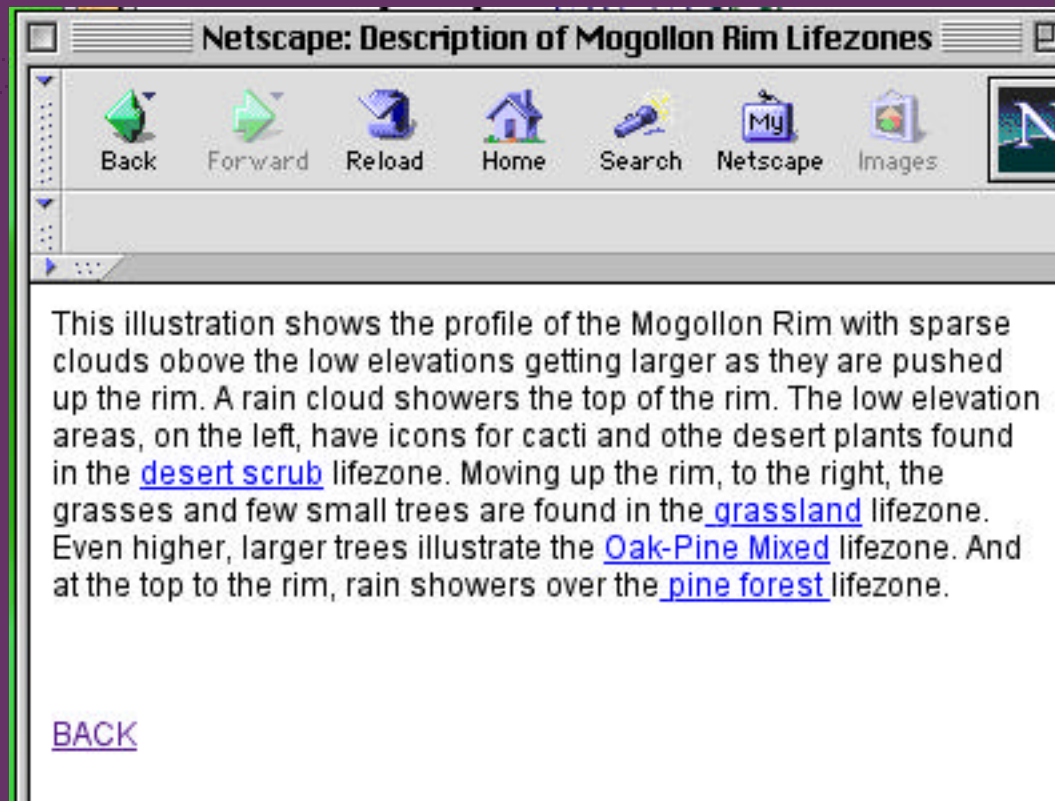 Netscape: Description of Mogollon Rim Lifezones
Back Forward Reload Home Search Netscape Images
My
N
This illustration shows the profile of the Mogollon Rim with sparse
clouds obove the low elevations getting larger as they are pushed
up the rim. A rain cloud showers the top of the rim. The low elevation
areas, on the left, have icons for cacti and othe desert plants found
in the desert scrub lifezone. Moving up the rim, to the right, the
grasses and few small trees are found in the grassland lifezone.
Even higher, larger trees illustrate the Oak-Pine Mixed lifezone. And
at the top to the rim, rain showers over the pine forest lifezone.
BACK